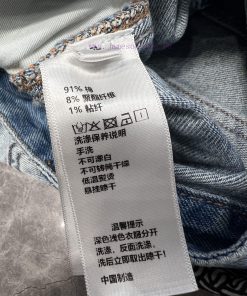 91% 棉
8% 聚酯纤维
1% 粘纤
洗涤保养说明
手洗
不可漂白
不可转笼干燥
低温熨烫
悬挂晾干
温馨提示
深色浅色衣服分开
洗涤、反面洗涤、
洗后立即取出晾干！
中国制造